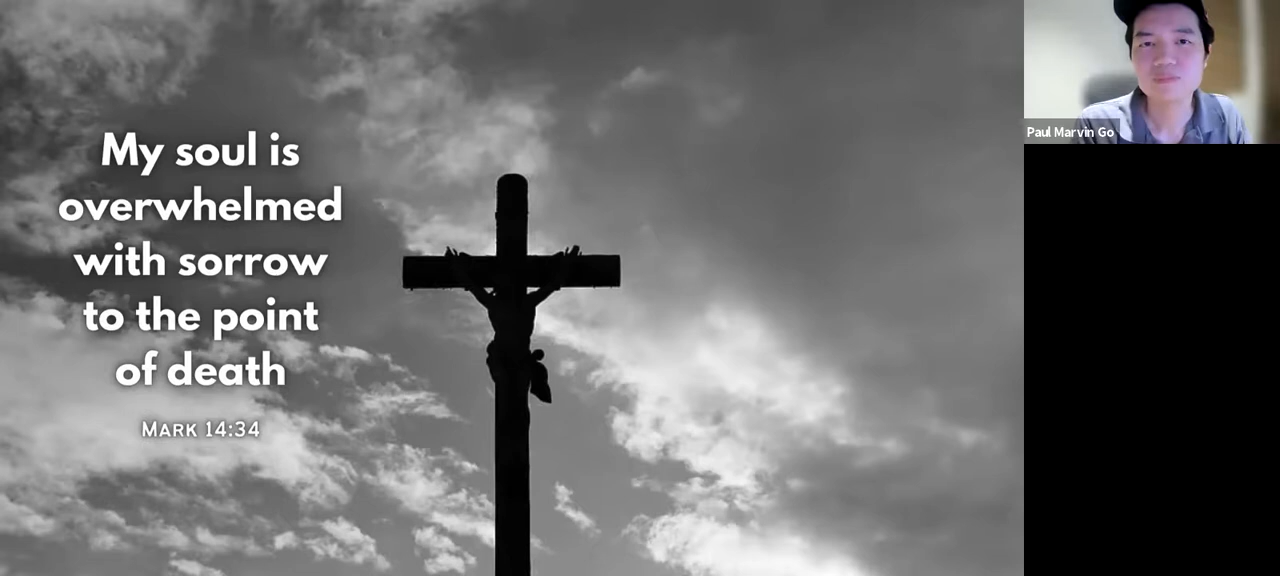 My soul is
overwhelmed
with sorrow
to the point
of death
Mark 14:34
Paul Marvin Go